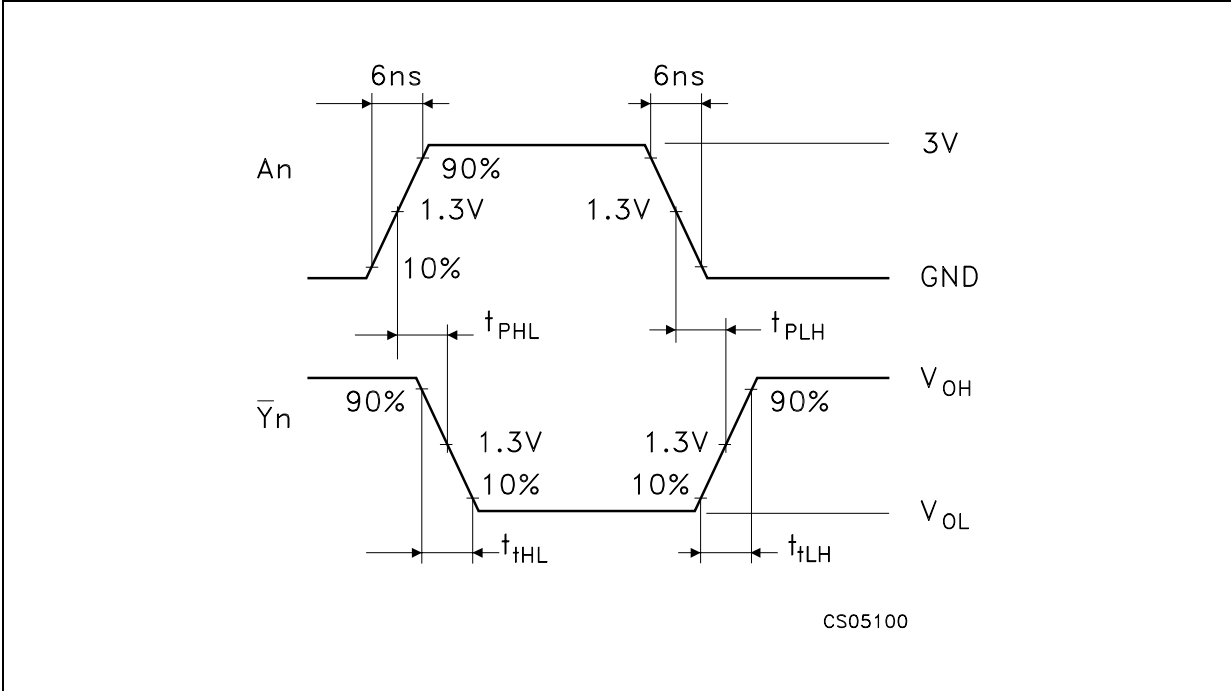 6ns 6ns
An 3V
90%
1.3V 1.3V
10% GND
tPHL tPLH
VOH
90% 90%
Y̅n
1.3V 1.3V
10% 10%
VOL
ttHL ttLH
CS05100